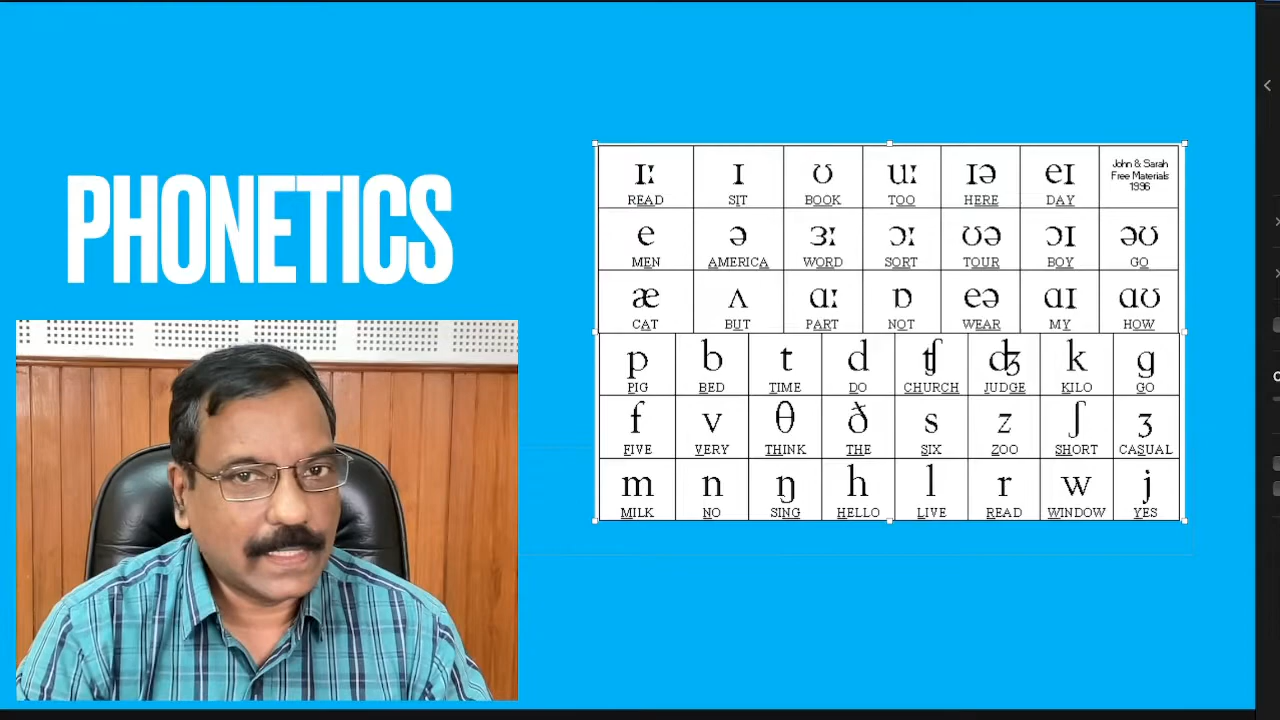 PHONETICS
iː ɪ ʊ uː ɪə eɪ John & Sarah
Free Materials
1996
READ SIT BOOK TOO HERE DAY
e ə ɜː ɔː ʊə ɔɪ əʊ
MEN AMERICA WORD SORT TOUR BOY GO
æ ʌ ɑː ɒ eə ɑɪ ɑʊ
CAT BUT PART NOT WEAR MY HOW
p b t d ʧ ʤ k g
PIG BED TIME DO CHURCH JUDGE KILO GO
f v θ ð s z ʃ ʒ
FIVE VERY THINK THE SIX ZOO SHORT CASUAL
m n ŋ h l r w j
MILK NO SING HELLO LIVE READ WINDOW YES